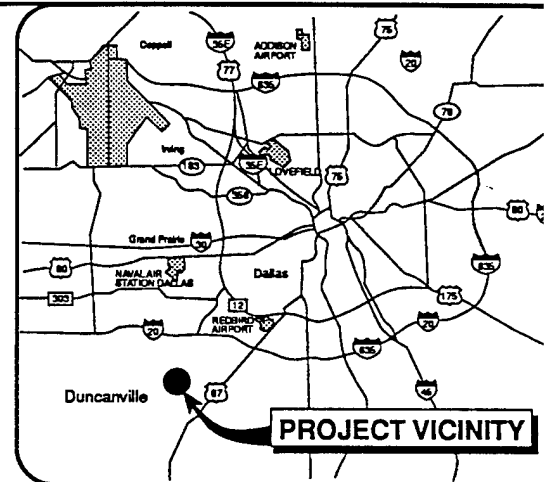 Coppell
35E
77
ADDISON
AIRPORT
75
20
635
78
Irving
183
35E
LOVEFIELD
75
354
80
Grand Prairie
30
80
NAVAL AIR
STATION DALLAS
Dallas
635
303
12
175
REDBIRD
AIRPORT
20
20
635
Duncanville
67
45
PROJECT VICINITY